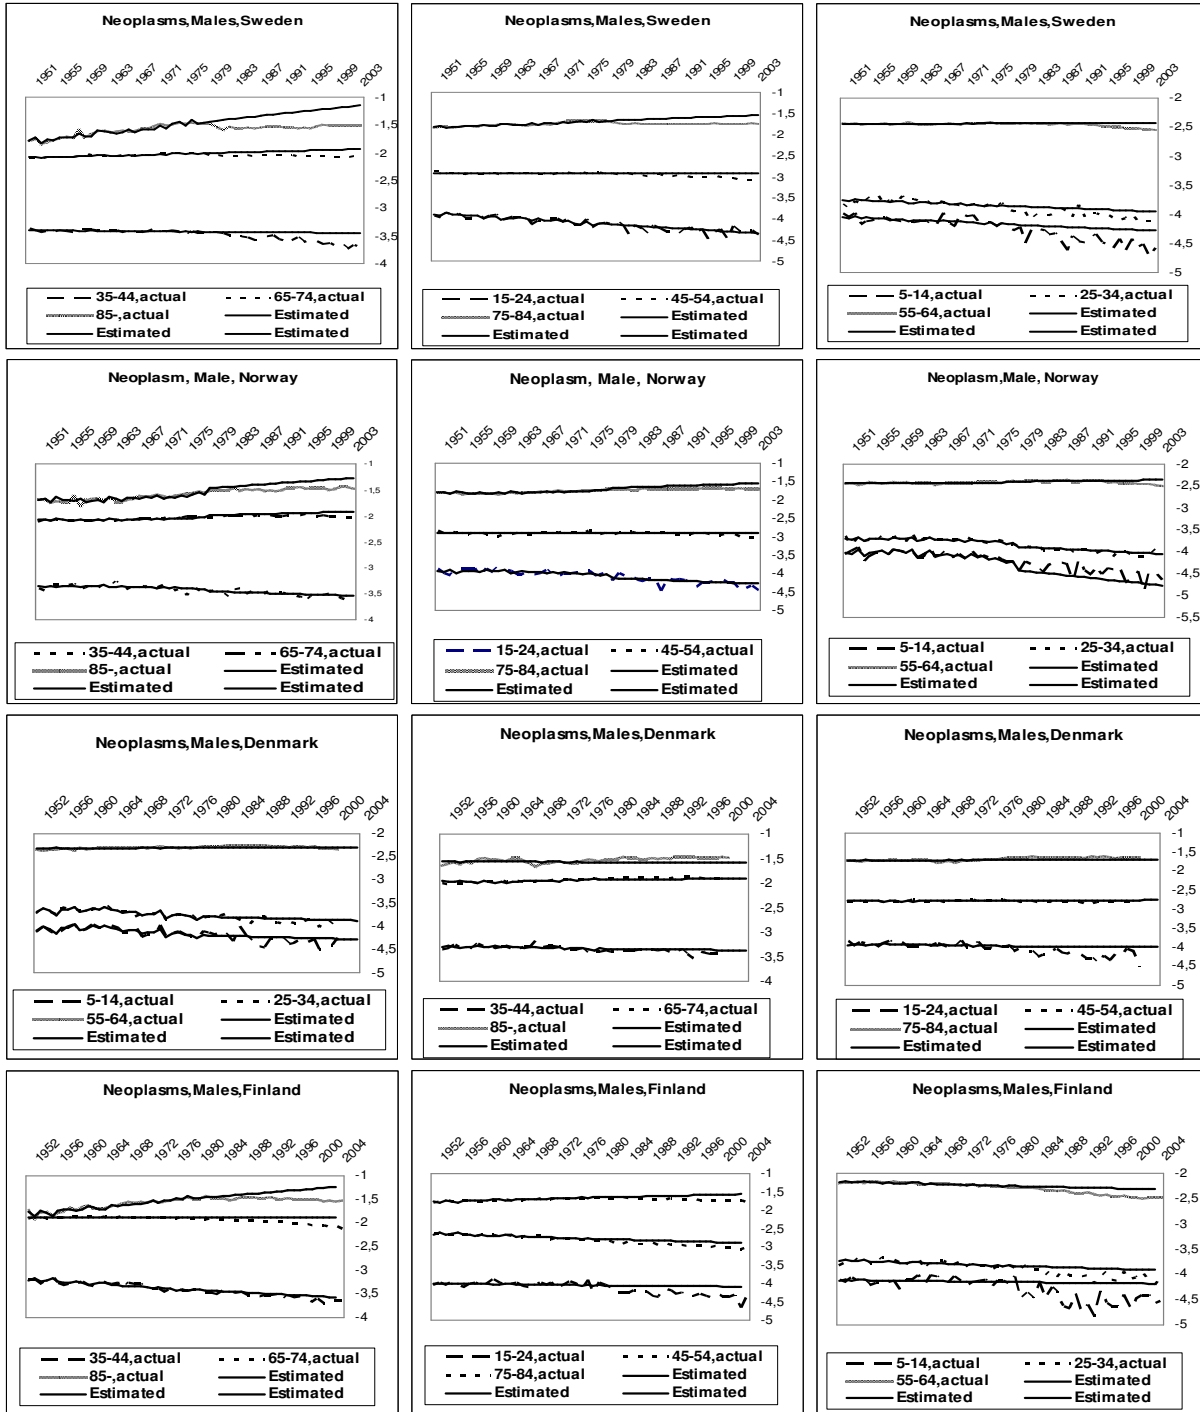 Neoplasms,Males,Sweden
1951 1955 1959 1963 1967 1971 1975 1979 1983 1987 1991 1995 1999 2003
-1
-1,5
-2
-2,5
-3
-3,5
-4
35-44,actual 65-74,actual
85-,actual Estimated
Estimated Estimated
Neoplasms,Males,Sweden
1951 1955 1959 1963 1967 1971 1975 1979 1983 1987 1991 1995 1999 2003
-1
-1,5
-2
-2,5
-3
-3,5
-4
-4,5
-5
15-24,actual 45-54,actual
75-84,actual Estimated
Estimated Estimated
Neoplasms,Males,Sweden
1951 1955 1959 1963 1967 1971 1975 1979 1983 1987 1991 1995 1999 2003
-2
-2,5
-3
-3,5
-4
-4,5
-5
5-14,actual 25-34,actual
55-64,actual Estimated
Estimated Estimated
Neoplasm, Male, Norway
1951 1955 1959 1963 1967 1971 1975 1979 1983 1987 1991 1995 1999 2003
-1
-1,5
-2
-2,5
-3
-3,5
-4
35-44,actual 65-74,actual
85-,actual Estimated
Estimated Estimated
Neoplasm, Male, Norway
1951 1955 1959 1963 1967 1971 1975 1979 1983 1987 1991 1995 1999 2003
-1
-1,5
-2
-2,5
-3
-3,5
-4
-4,5
-5
15-24,actual 45-54,actual
75-84,actual Estimated
Estimated Estimated
Neoplasm,Male, Norway
1951 1955 1959 1963 1967 1971 1975 1979 1983 1987 1991 1995 1999 2003
-2
-2,5
-3
-3,5
-4
-4,5
-5
-5,5
5-14,actual 25-34,actual
55-64,actual Estimated
Estimated Estimated
Neoplasms,Males,Denmark
1952 1956 1960 1964 1968 1972 1976 1980 1984 1988 1992 1996 2000 2004
-2
-2,5
-3
-3,5
-4
-4,5
-5
5-14,actual 25-34,actual
55-64,actual Estimated
Estimated Estimated
Neoplasms,Males,Denmark
1952 1956 1960 1964 1968 1972 1976 1980 1984 1988 1992 1996 2000 2004
-1
-1,5
-2
-2,5
-3
-3,5
-4
35-44,actual 65-74,actual
85-,actual Estimated
Estimated Estimated
Neoplasms,Males,Denmark
1952 1956 1960 1964 1968 1972 1976 1980 1984 1988 1992 1996 2000 2004
-1
-1,5
-2
-2,5
-3
-3,5
-4
-4,5
-5
15-24,actual 45-54,actual
75-84,actual Estimated
Estimated Estimated
Neoplasms,Males,Finland
1952 1956 1960 1964 1968 1972 1976 1980 1984 1988 1992 1996 2000 2004
-1
-1,5
-2
-2,5
-3
-3,5
-4
35-44,actual 65-74,actual
85-,actual Estimated
Estimated Estimated
Neoplasms,Males,Finland
1952 1956 1960 1964 1968 1972 1976 1980 1984 1988 1992 1996 2000 2004
-1
-1,5
-2
-2,5
-3
-3,5
-4
-4,5
-5
15-24,actual 45-54,actual
75-84,actual Estimated
Estimated Estimated
Neoplasms,Males,Finland
1952 1956 1960 1964 1968 1972 1976 1980 1984 1988 1992 1996 2000 2004
-2
-2,5
-3
-3,5
-4
-4,5
-5
5-14,actual 25-34,actual
55-64,actual Estimated
Estimated Estimated